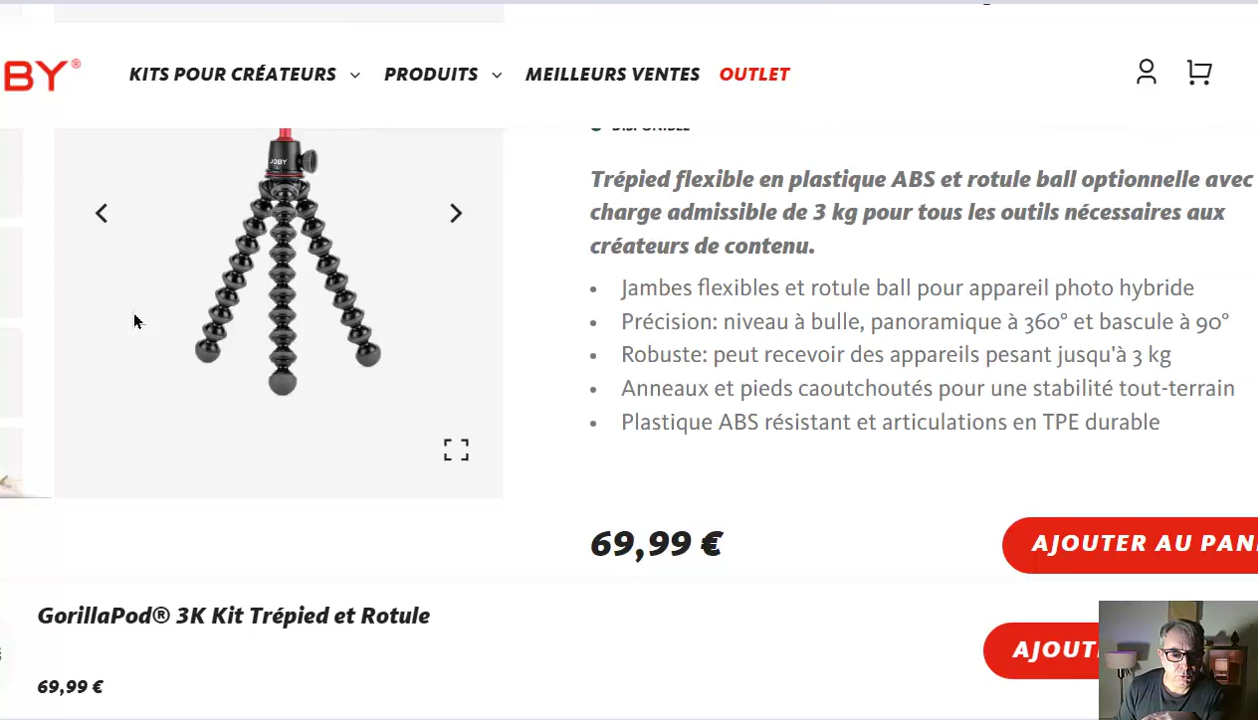 BY®
KITS POUR CRÉATEURS
PRODUITS
MEILLEURS VENTES
OUTLET
DISPONIBLE
JOBY
Trépied flexible en plastique ABS et rotule ball optionnelle avec
charge admissible de 3 kg pour tous les outils nécessaires aux
créateurs de contenu.
• Jambes flexibles et rotule ball pour appareil photo hybride
• Précision: niveau à bulle, panoramique à 360° et bascule à 90°
• Robuste: peut recevoir des appareils pesant jusqu'à 3 kg
• Anneaux et pieds caoutchoutés pour une stabilité tout-terrain
• Plastique ABS résistant et articulations en TPE durable
69,99 €
AJOUTER AU PAN
GorillaPod® 3K Kit Trépied et Rotule
AJOUT
69,99 €